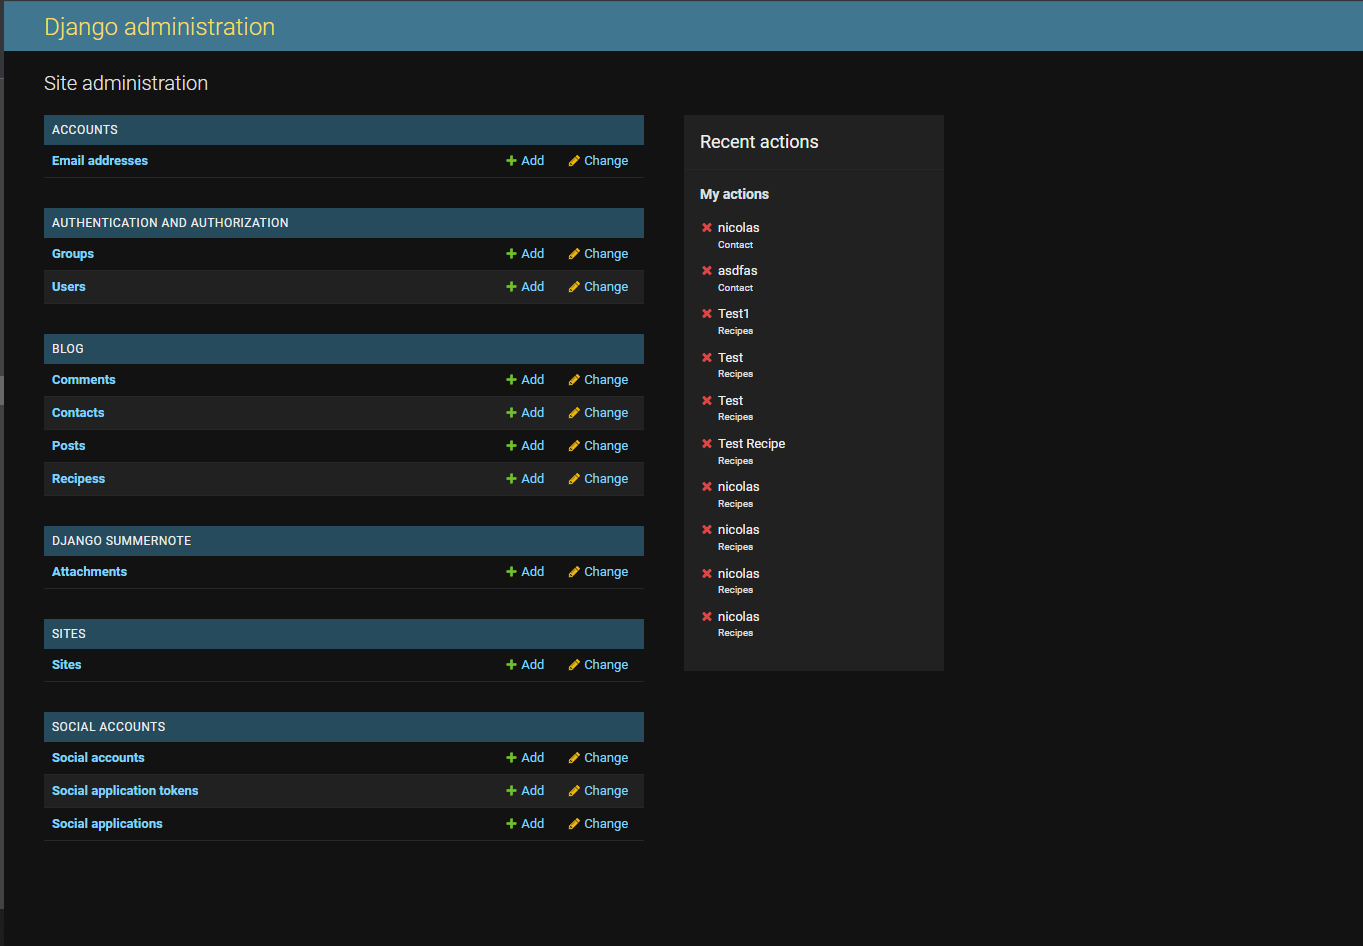 Django administration
Site administration
ACCOUNTS
Email addresses Add Change
AUTHENTICATION AND AUTHORIZATION
Groups Add Change
Users Add Change
BLOG
Comments Add Change
Contacts Add Change
Posts Add Change
Recipess Add Change
DJANGO SUMMERNOTE
Attachments Add Change
SITES
Sites Add Change
SOCIAL ACCOUNTS
Social accounts Add Change
Social application tokens Add Change
Social applications Add Change
Recent actions
My actions
nicolas
Contact
asdfas
Contact
Test1
Recipes
Test
Recipes
Test
Recipes
Test Recipe
Recipes
nicolas
Recipes
nicolas
Recipes
nicolas
Recipes
nicolas
Recipes